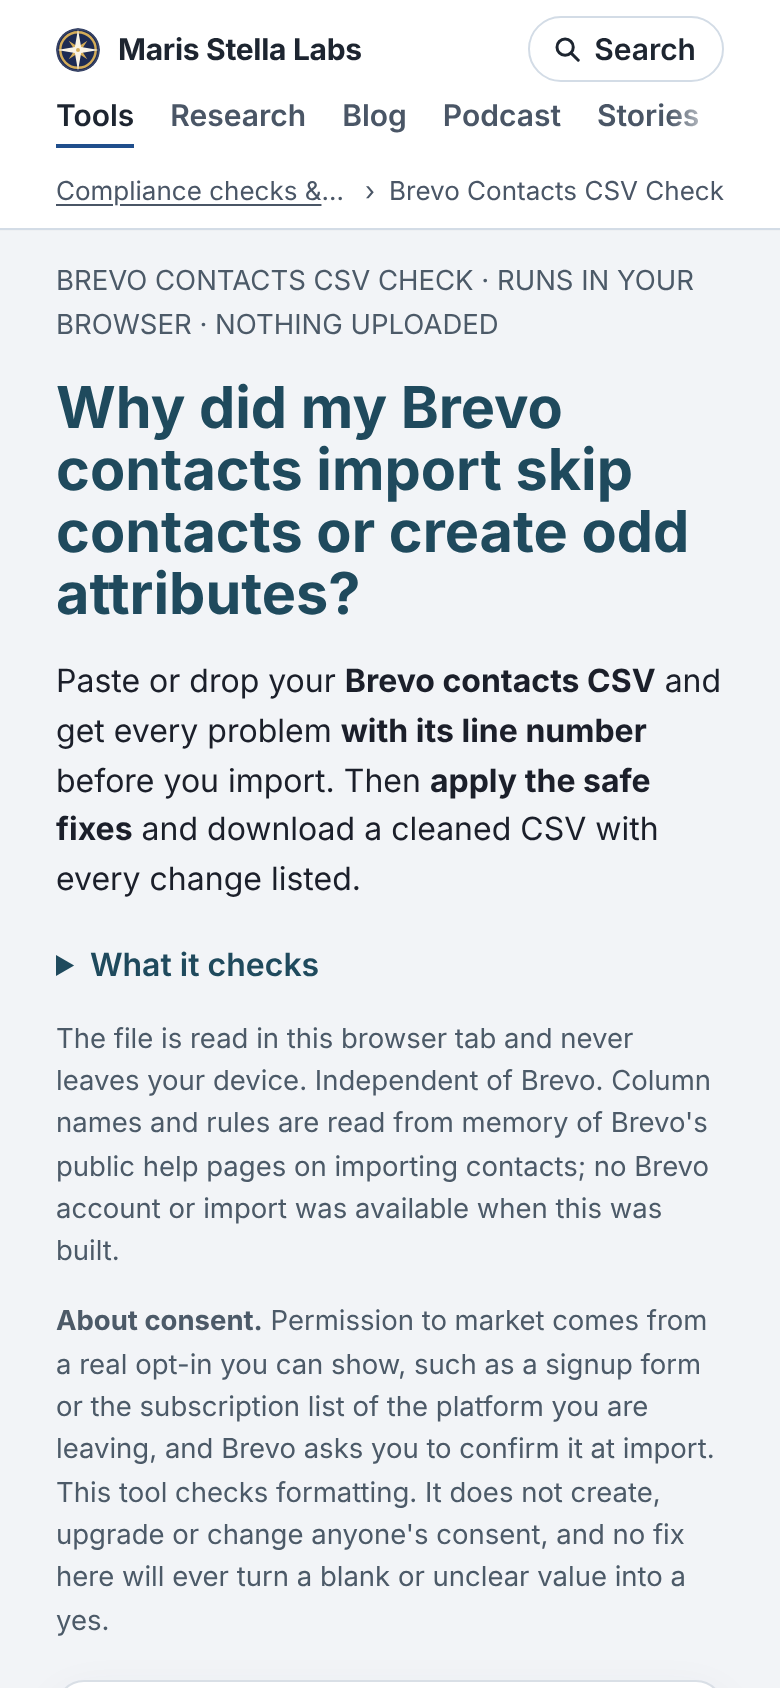 Maris Stella Labs
Search
Tools Research Blog Podcast Stories
Compliance checks &... › Brevo Contacts CSV Check
BREVO CONTACTS CSV CHECK · RUNS IN YOUR
BROWSER · NOTHING UPLOADED
Why did my Brevo
contacts import skip
contacts or create odd
attributes?
Paste or drop your Brevo contacts CSV and
get every problem with its line number
before you import. Then apply the safe
fixes and download a cleaned CSV with
every change listed.
▶ What it checks
The file is read in this browser tab and never
leaves your device. Independent of Brevo. Column
names and rules are read from memory of Brevo's
public help pages on importing contacts; no Brevo
account or import was available when this was
built.
About consent. Permission to market comes from
a real opt-in you can show, such as a signup form
or the subscription list of the platform you are
leaving, and Brevo asks you to confirm it at import.
This tool checks formatting. It does not create,
upgrade or change anyone's consent, and no fix
here will ever turn a blank or unclear value into a
yes.